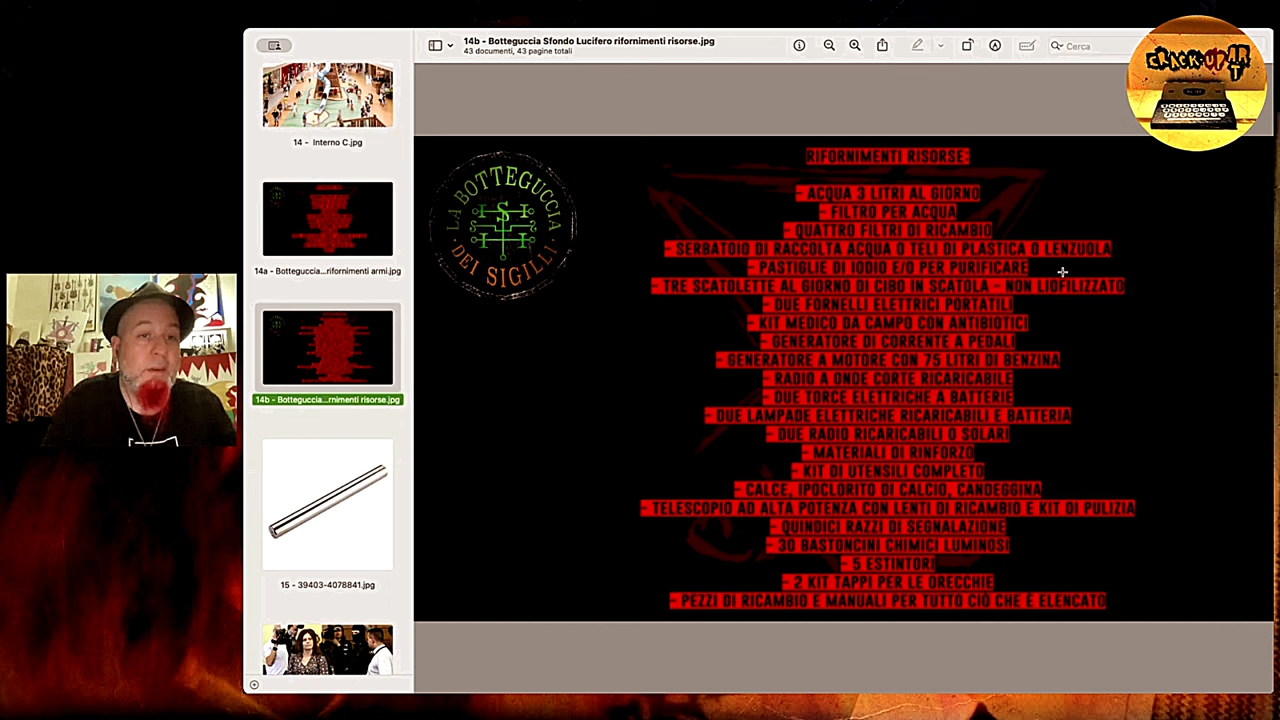 14b - Botteguccia Sfondo Lucifero rifornimenti risorse.jpg
43 documenti, 43 pagine totali
Cerca
CRACK-UP ART
14 - Interno C.jpg
14a - Botteguccia...rifornimenti armi.jpg
14b - Botteguccia...rnimenti risorse.jpg
15 - 39403-4078841.jpg
LA BOTTEGUCCIA
· DEI SIGILLI ·
RIFORNIMENTI RISORSE:
- ACQUA 3 LITRI AL GIORNO
- FILTRO PER ACQUA
- QUATTRO FILTRI DI RICAMBIO
- SERBATOIO DI RACCOLTA ACQUA O TELI DI PLASTICA O LENZUOLA
- PASTIGLIE DI IODIO E/O PER PURIFICARE
- TRE SCATOLETTE AL GIORNO DI CIBO IN SCATOLA - NON LIOFILIZZATO
- DUE FORNELLI ELETTRICI PORTATILI
- KIT MEDICO DA CAMPO CON ANTIBIOTICI
- GENERATORE DI CORRENTE A PEDALI
- GENERATORE A MOTORE CON 75 LITRI DI BENZINA
- RADIO A ONDE CORTE RICARICABILE
- DUE TORCE ELETTRICHE A BATTERIE
- DUE LAMPADE ELETTRICHE RICARICABILI E BATTERIA
- DUE RADIO RICARICABILI O SOLARI
- MATERIALI DI RINFORZO
- KIT DI UTENSILI COMPLETO
- CALCE, IPOCLORITO DI CALCIO, CANDEGGINA
- TELESCOPIO AD ALTA POTENZA CON LENTI DI RICAMBIO E KIT DI PULIZIA
- QUINDICI RAZZI DI SEGNALAZIONE
- 30 BASTONCINI CHIMICI LUMINOSI
- 5 ESTINTORI
- 2 KIT TAPPI PER LE ORECCHIE
- PEZZI DI RICAMBIO E MANUALI PER TUTTO CIÒ CHE È ELENCATO